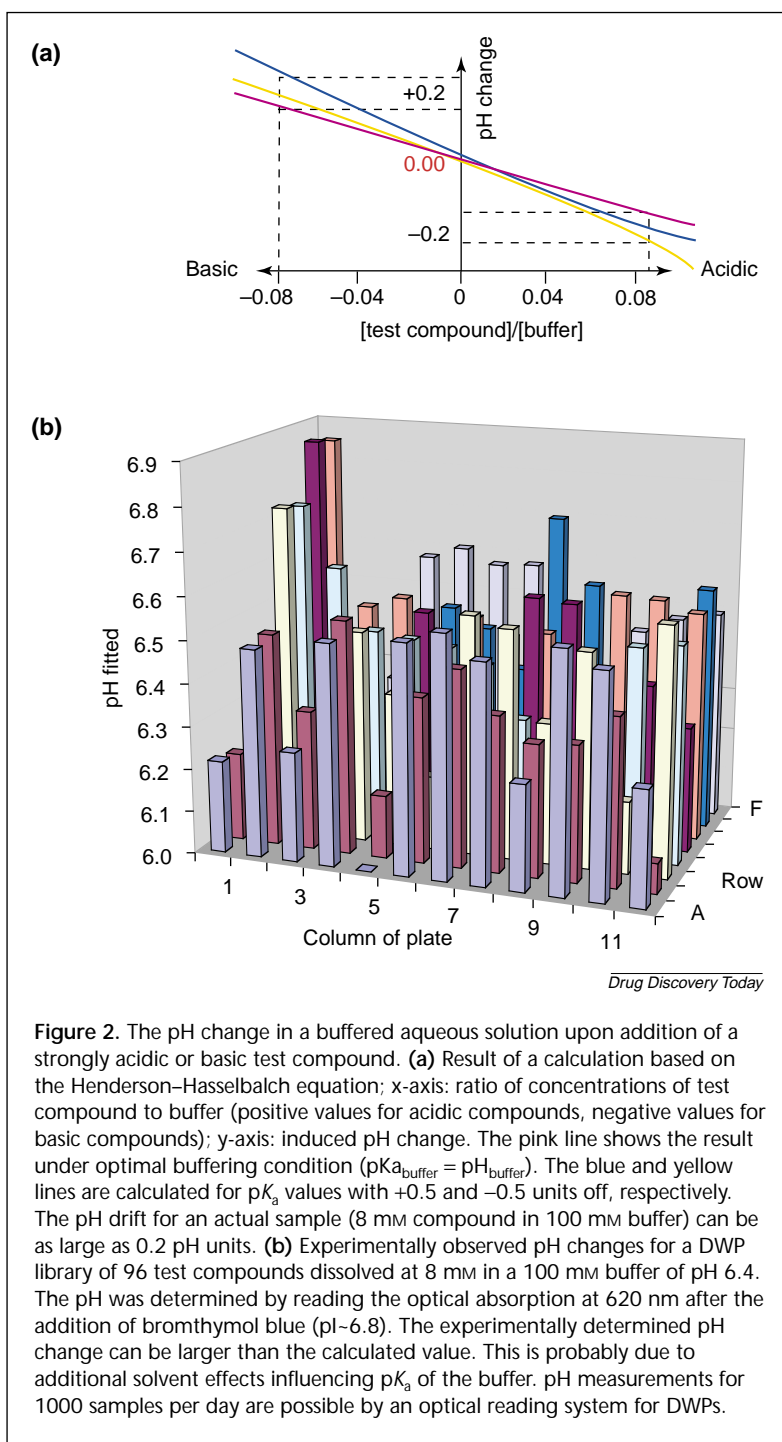 (a)
+0.2
pH change
0.00
−0.2
Basic
Acidic
−0.08
−0.04
0
0.04
0.08
[test compound]/[buffer]
(b)
6.9
6.8
6.7
6.6
6.5
6.4
6.3
6.2
6.1
6.0
pH fitted
1
3
5
7
9
11
Column of plate
F
Row
A
Drug Discovery Today
Figure 2. The pH change in a buffered aqueous solution upon addition of a
strongly acidic or basic test compound. (a) Result of a calculation based on
the Henderson–Hasselbalch equation; x-axis: ratio of concentrations of test
compound to buffer (positive values for acidic compounds, negative values for
basic compounds); y-axis: induced pH change. The pink line shows the result
under optimal buffering condition (pKa buffer = pH buffer). The blue and yellow
lines are calculated for pKa values with +0.5 and −0.5 units off, respectively.
The pH drift for an actual sample (8 mM compound in 100 mM buffer) can be
as large as 0.2 pH units. (b) Experimentally observed pH changes for a DWP
library of 96 test compounds dissolved at 8 mM in a 100 mM buffer of pH 6.4.
The pH was determined by reading the optical absorption at 620 nm after the
addition of bromthymol blue (pI~6.8). The experimentally determined pH
change can be larger than the calculated value. This is probably due to
additional solvent effects influencing pKa of the buffer. pH measurements for
1000 samples per day are possible by an optical reading system for DWPs.